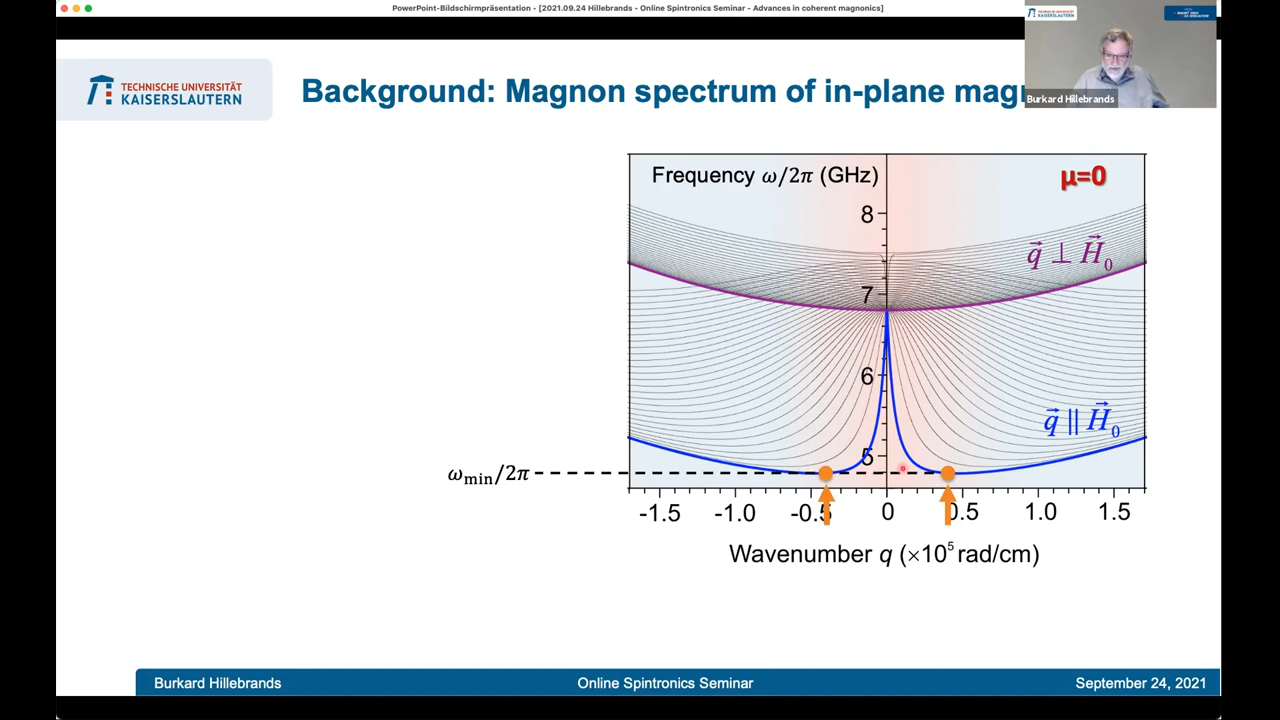 PowerPoint-Bildschirmpräsentation - [2021.09.24 Hillebrands - Online Spintronics Seminar - Advances in coherent magnonics]
TECHNISCHE UNIVERSITÄT
KAISERSLAUTERN
Background: Magnon spectrum of in-plane mag
Burkard Hillebrands
Frequency ω/2π (GHz)
μ=0
8
q⃗ ⊥ H⃗₀
7
6
q⃗ ∥ H⃗₀
5
ω_min/2π
-1.5 -1.0 -0.5 0 0.5 1.0 1.5
Wavenumber q (×10⁵ rad/cm)
Burkard Hillebrands
Online Spintronics Seminar
September 24, 2021